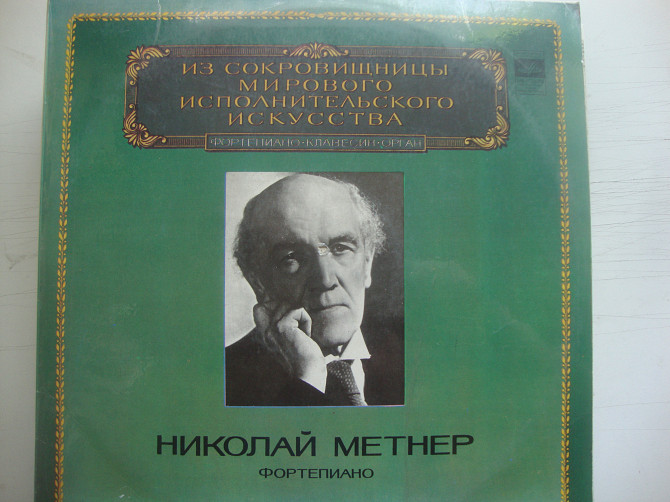 ИЗ СОКРОВИЩНИЦЫ
МИРОВОГО
ИСПОЛНИТЕЛЬСКОГО
ИСКУССТВА
ФОРТЕПИАНО • КЛАВЕСИН • ОРГАН
НИКОЛАЙ МЕТНЕР
ФОРТЕПИАНО